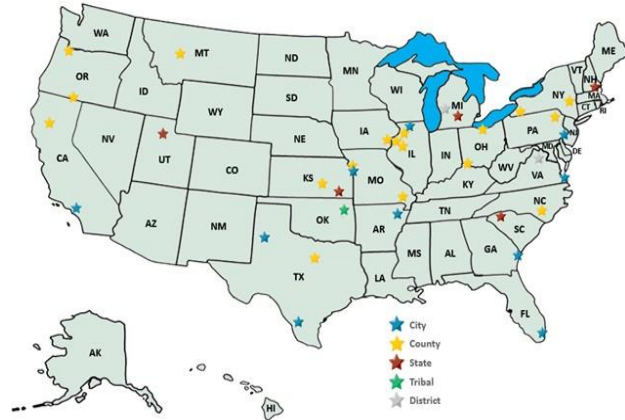 WA
MT
ND
MN
ME
VT
NH
OR
ID
SD
WI
MI
NY
MA
CT
RI
WY
IA
PA
NJ
NE
IL
IN
OH
MD
DE
NV
UT
CO
KS
MO
WV
VA
KY
CA
NC
TN
OK
AR
SC
AZ
NM
MS
AL
GA
TX
LA
FL
AK
HI
City
County
State
Tribal
District